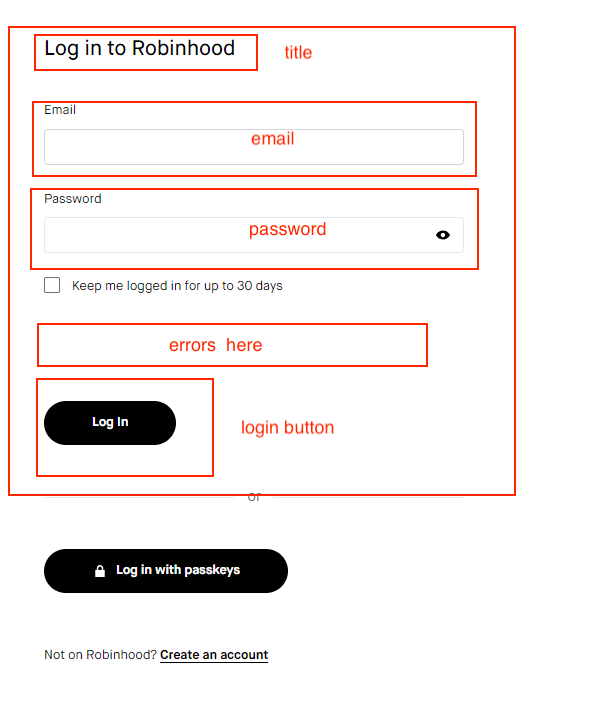 Log in to Robinhood
title
Email
email
Password
password
Keep me logged in for up to 30 days
errors here
Log In
login button
or
Log in with passkeys
Not on Robinhood? Create an account